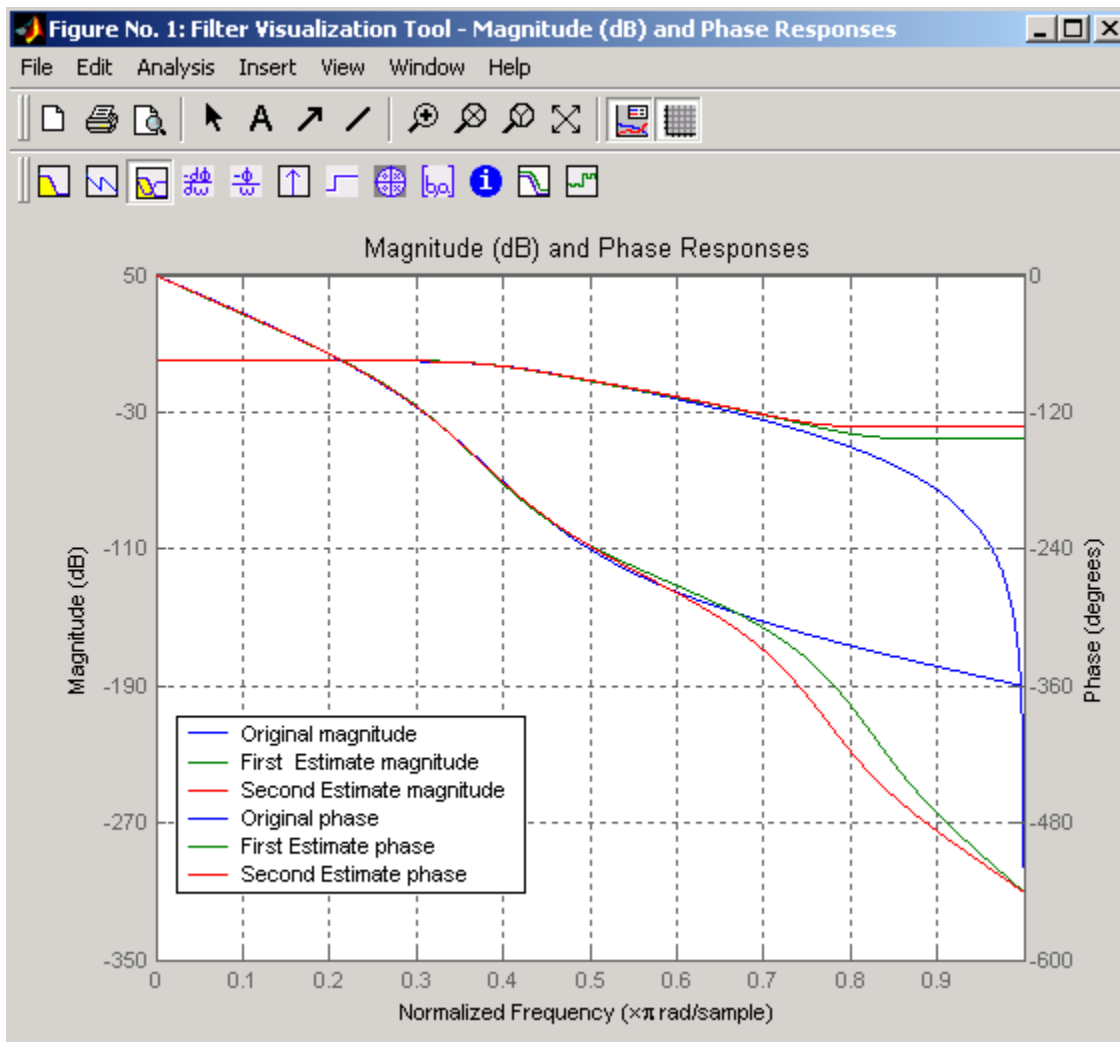 Figure No. 1: Filter Visualization Tool - Magnitude (dB) and Phase Responses
File Edit Analysis Insert View Window Help
A
-dϕ/dω -ϕ/ω [b,a] i
Magnitude (dB) and Phase Responses
50
-30
-110
-190
-270
-350
Magnitude (dB)
0
-120
-240
-360
-480
-600
Phase (degrees)
Original magnitude
First Estimate magnitude
Second Estimate magnitude
Original phase
First Estimate phase
Second Estimate phase
0 0.1 0.2 0.3 0.4 0.5 0.6 0.7 0.8 0.9
Normalized Frequency (×π rad/sample)